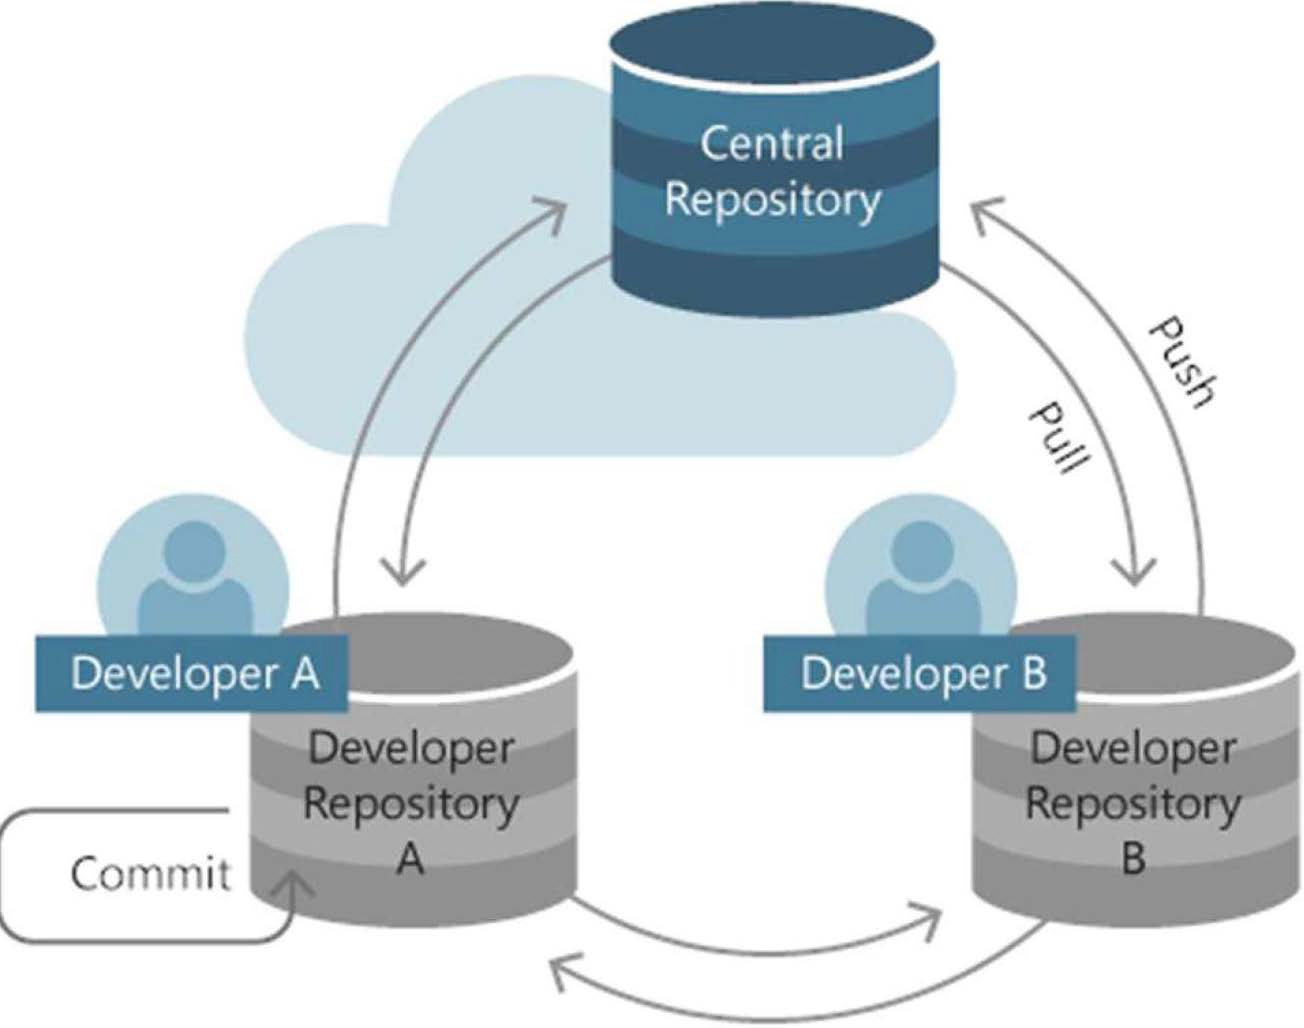 Central
Repository
Push
Pull
Developer A
Developer B
Developer
Repository
A
Developer
Repository
B
Commit